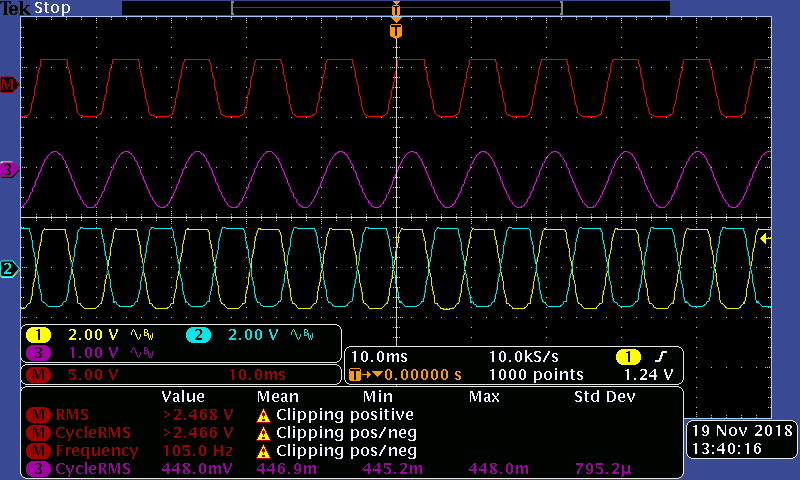 Tek Stop
T
T
M
3
2
1 2.00 V BW 2 2.00 V BW
3 1.00 V BW
M 5.00 V 10.0ms
10.0ms 10.0kS/s 1
T→▼0.00000 s 1000 points 1.24 V
Value Mean Min Max Std Dev
M RMS >2.468 V Clipping positive
M CycleRMS >2.466 V Clipping pos/neg
M Frequency 105.0 Hz Clipping pos/neg
3 CycleRMS 448.0mV 446.9m 445.2m 448.0m 795.2µ
19 Nov 2018
13:40:16